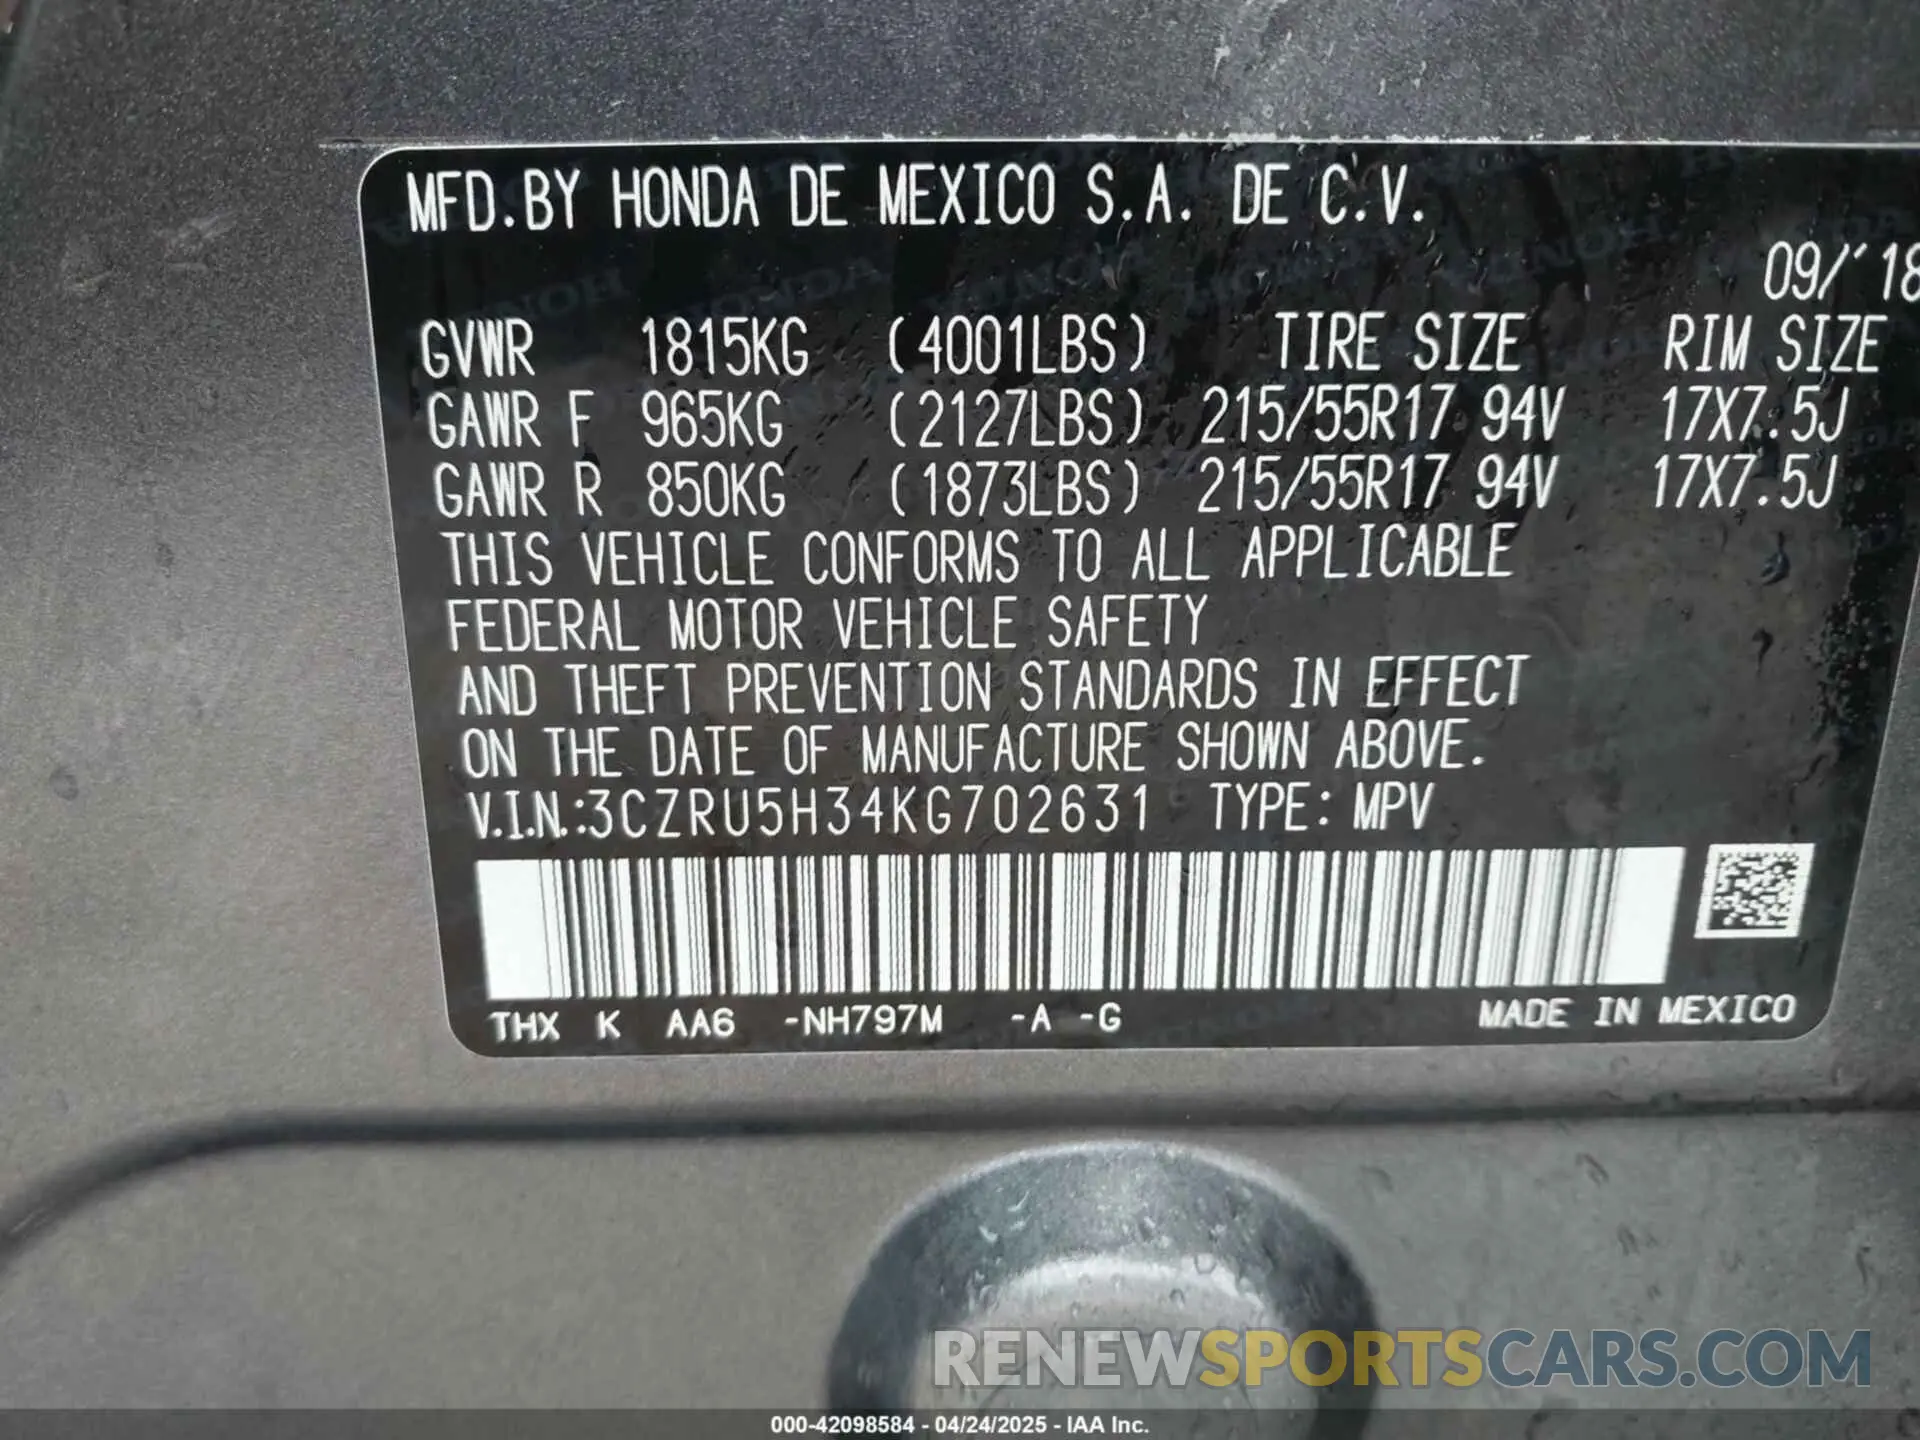 MFD.BY HONDA DE MEXICO S.A. DE C.V.
09/'18
GVWR 1815KG (4001LBS) TIRE SIZE RIM SIZE
GAWR F 965KG (2127LBS) 215/55R17 94V 17X7.5J
GAWR R 850KG (1873LBS) 215/55R17 94V 17X7.5J
THIS VEHICLE CONFORMS TO ALL APPLICABLE
FEDERAL MOTOR VEHICLE SAFETY
AND THEFT PREVENTION STANDARDS IN EFFECT
ON THE DATE OF MANUFACTURE SHOWN ABOVE.
V.I.N.:3CZRU5H34KG702631 TYPE: MPV
THX K AA6 -NH797M -A -G MADE IN MEXICO
RENEWSPORTSCARS.COM
000-42098584 - 04/24/2025 - IAA Inc.